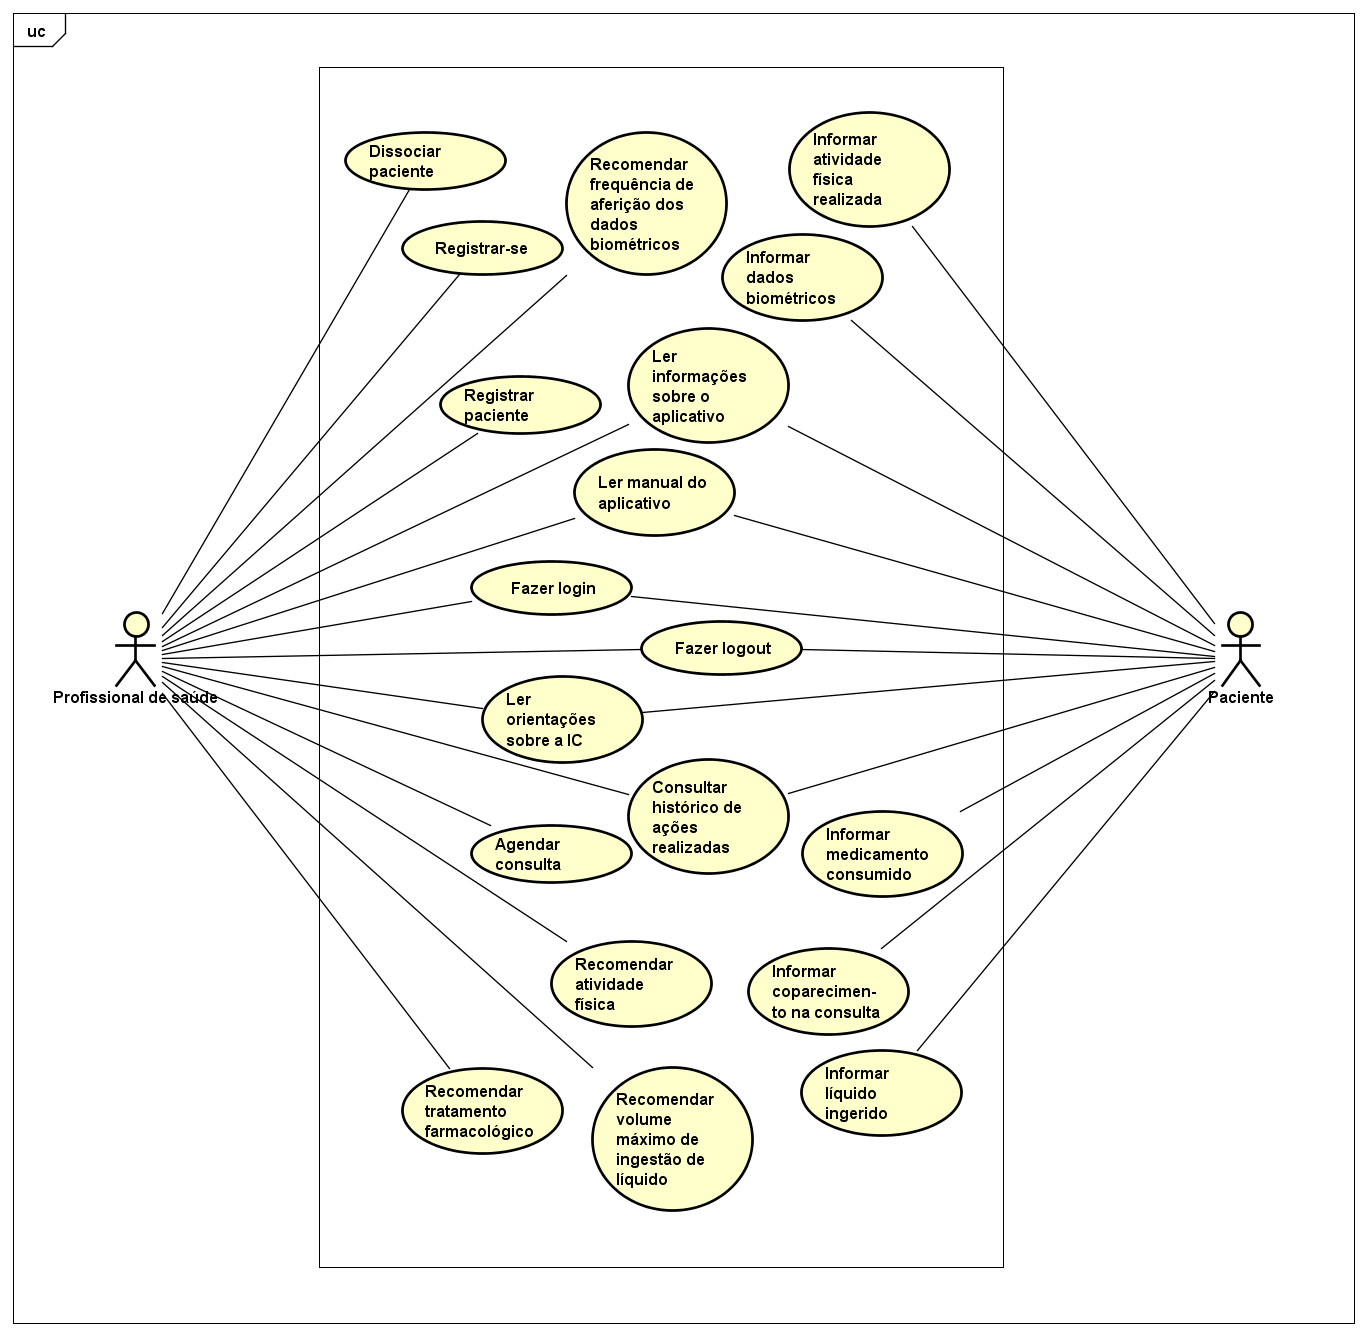 uc
Dissociar
paciente
Registrar-se
Recomendar
frequência de
aferição dos
dados
biométricos
Informar
atividade
física
realizada
Informar
dados
biométricos
Ler
informações
sobre o
aplicativo
Registrar
paciente
Ler manual do
aplicativo
Fazer login
Fazer logout
Profissional de saúde
Paciente
Ler
orientações
sobre a IC
Consultar
histórico de
ações
realizadas
Agendar
consulta
Informar
medicamento
consumido
Recomendar
atividade
física
Informar
coparecimen-
to na consulta
Recomendar
tratamento
farmacológico
Recomendar
volume
máximo de
ingestão de
líquido
Informar
líquido
ingerido